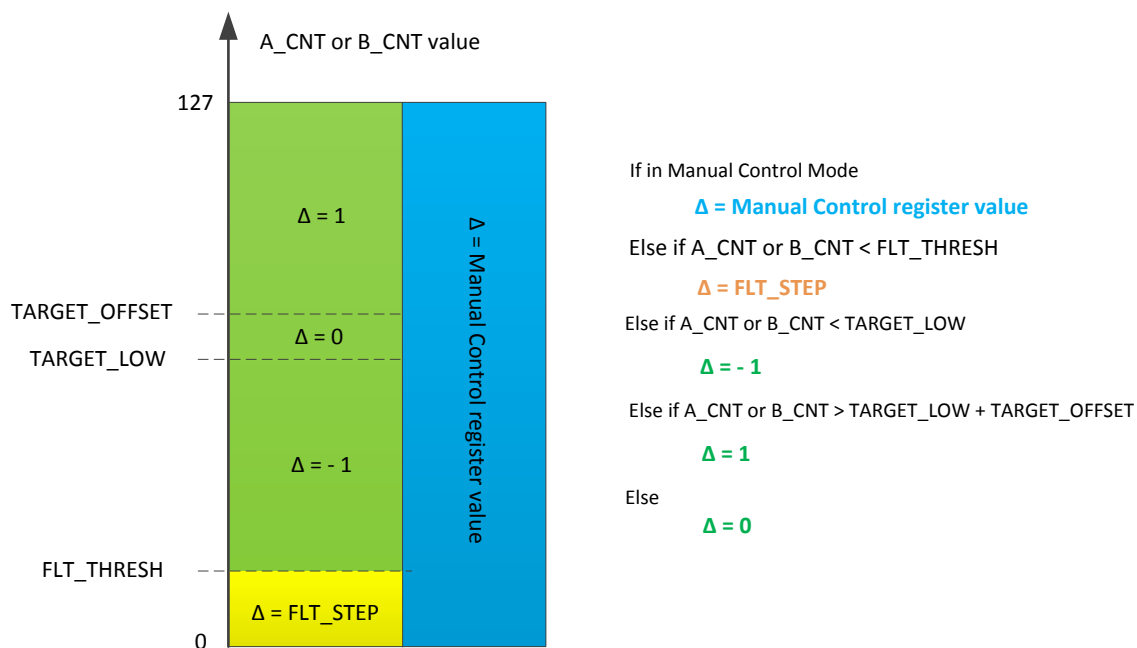 A_CNT or B_CNT value
127
Δ = 1
TARGET_OFFSET
Δ = 0
TARGET_LOW
Δ = - 1
FLT_THRESH
Δ = FLT_STEP
0
Δ = Manual Control register value
If in Manual Control Mode
Δ = Manual Control register value
Else if A_CNT or B_CNT < FLT_THRESH
Δ = FLT_STEP
Else if A_CNT or B_CNT < TARGET_LOW
Δ = - 1
Else if A_CNT or B_CNT > TARGET_LOW + TARGET_OFFSET
Δ = 1
Else
Δ = 0